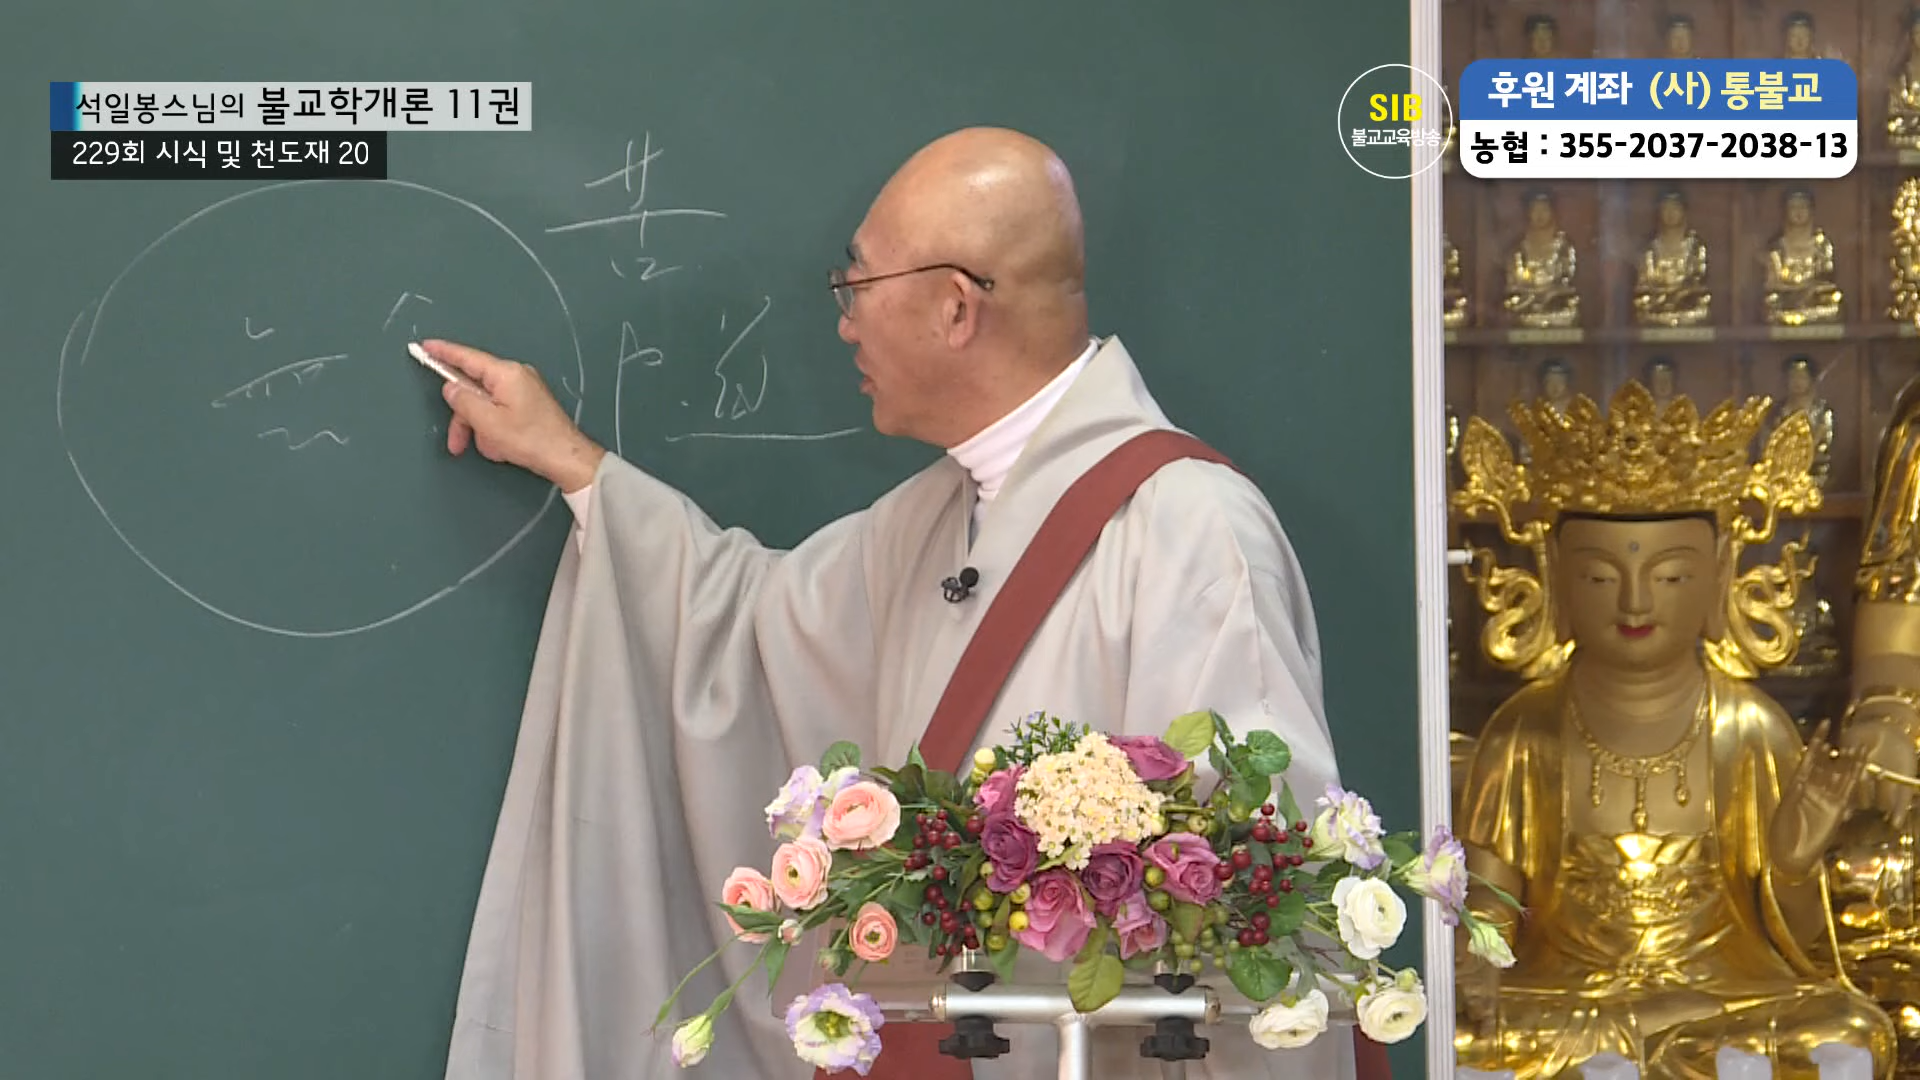 석일봉스님의 불교학개론 11권
229회 시식 및 천도재 20
SIB
불교교육방송
후원 계좌 (사) 통불교
농협 : 355-2037-2038-13